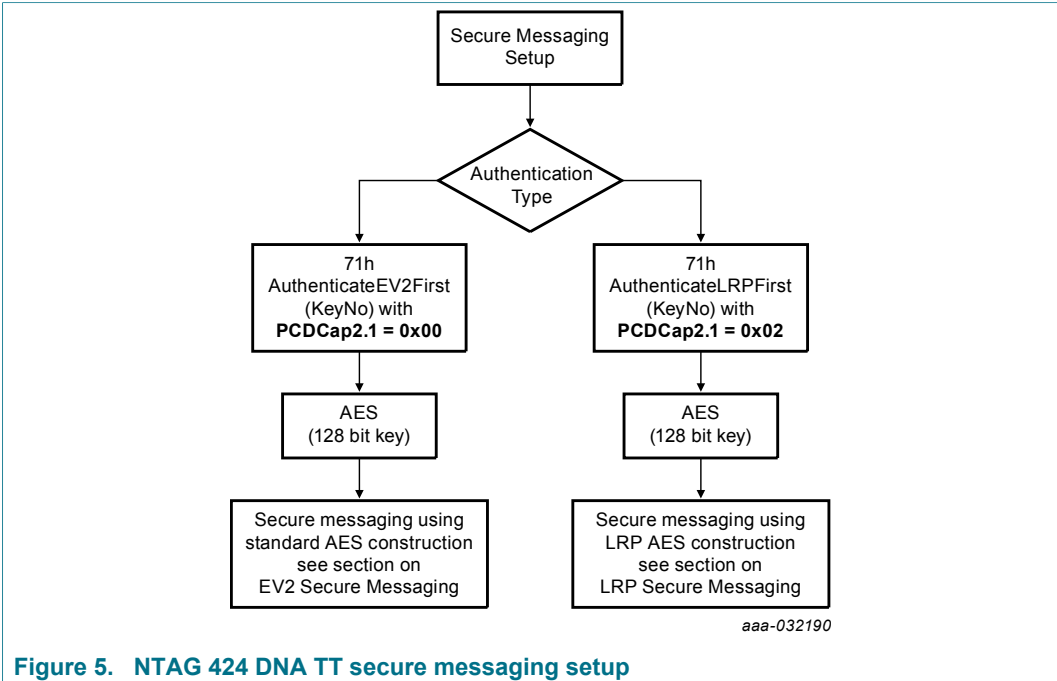 Secure Messaging
Setup
Authentication
Type
71h
AuthenticateEV2First
(KeyNo) with
PCDCap2.1 = 0x00
71h
AuthenticateLRPFirst
(KeyNo) with
PCDCap2.1 = 0x02
AES
(128 bit key)
AES
(128 bit key)
Secure messaging using
standard AES construction
see section on
EV2 Secure Messaging
Secure messaging using
LRP AES construction
see section on
LRP Secure Messaging
aaa-032190
Figure 5. NTAG 424 DNA TT secure messaging setup